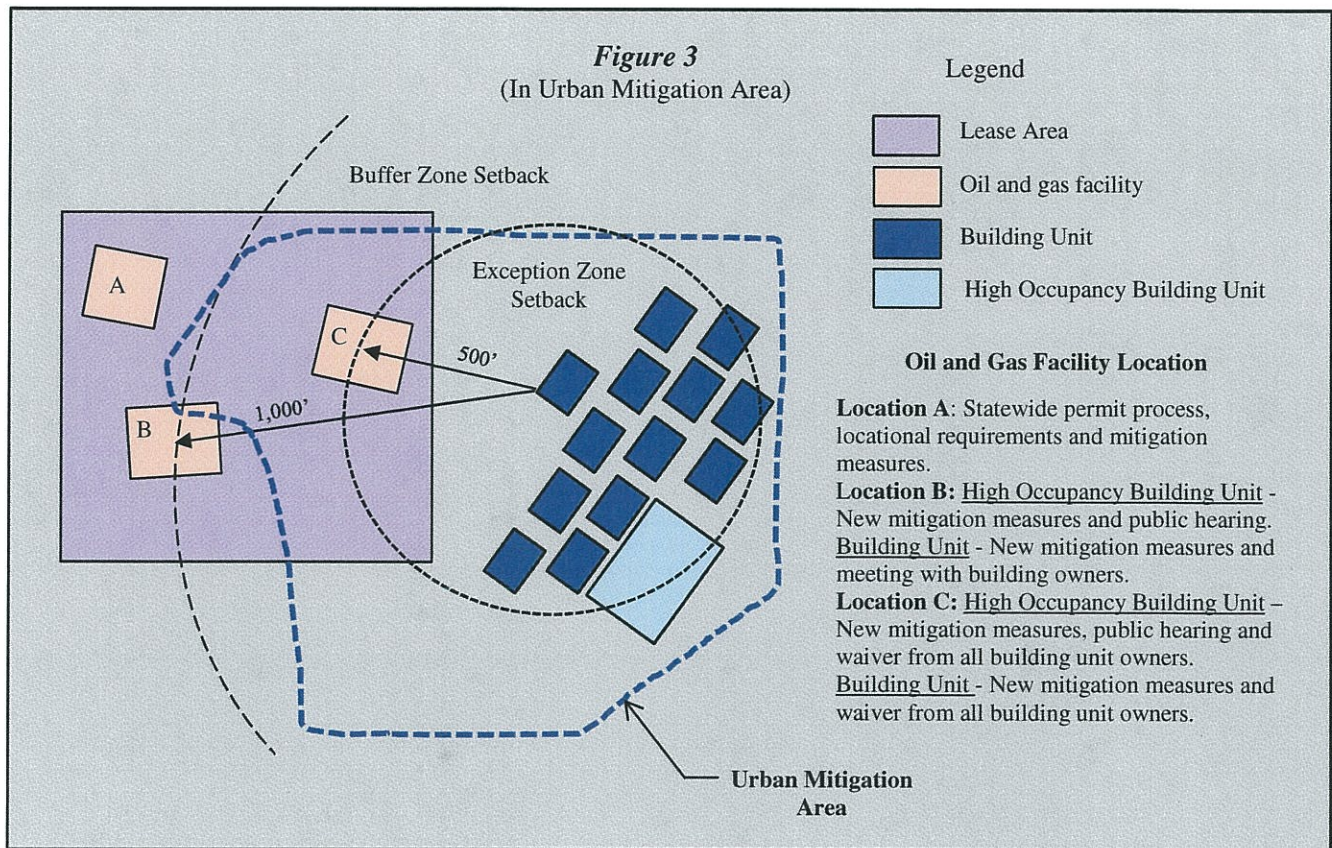 Figure 3
(In Urban Mitigation Area)
Buffer Zone Setback
Exception Zone
Setback
A
C
B
500’
1,000’
Urban Mitigation
Area
Legend
Lease Area
Oil and gas facility
Building Unit
High Occupancy Building Unit
Oil and Gas Facility Location
Location A: Statewide permit process,
locational requirements and mitigation
measures.
Location B: High Occupancy Building Unit -
New mitigation measures and public hearing.
Building Unit - New mitigation measures and
meeting with building owners.
Location C: High Occupancy Building Unit –
New mitigation measures, public hearing and
waiver from all building unit owners.
Building Unit - New mitigation measures and
waiver from all building unit owners.